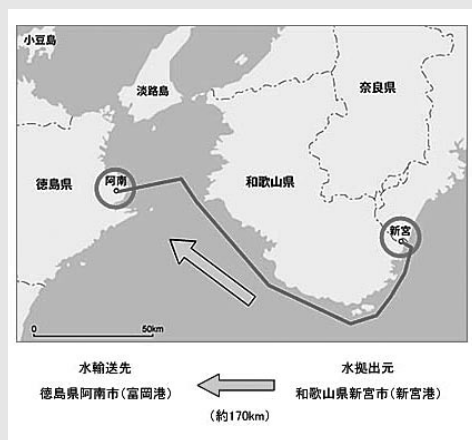 小豆島
淡路島
奈良県
徳島県
阿南
和歌山県
新宮
0 50km
水輸送先 水拠出元
徳島県阿南市(富岡港) 和歌山県新宮市(新宮港)
(約170km)